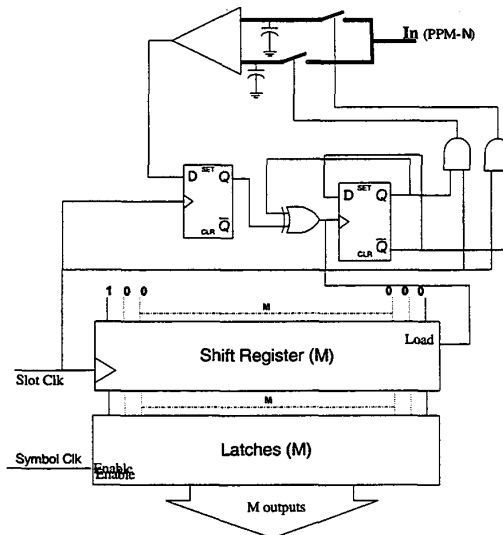 In (PPM-N)
D SET Q
CLR Q
D SET Q
CLR Q
1 0 0 M 0 0 0
Load
Shift Register (M)
Slot Clk
M
Symbol Clk
Enable
Enable
Latches (M)
M outputs